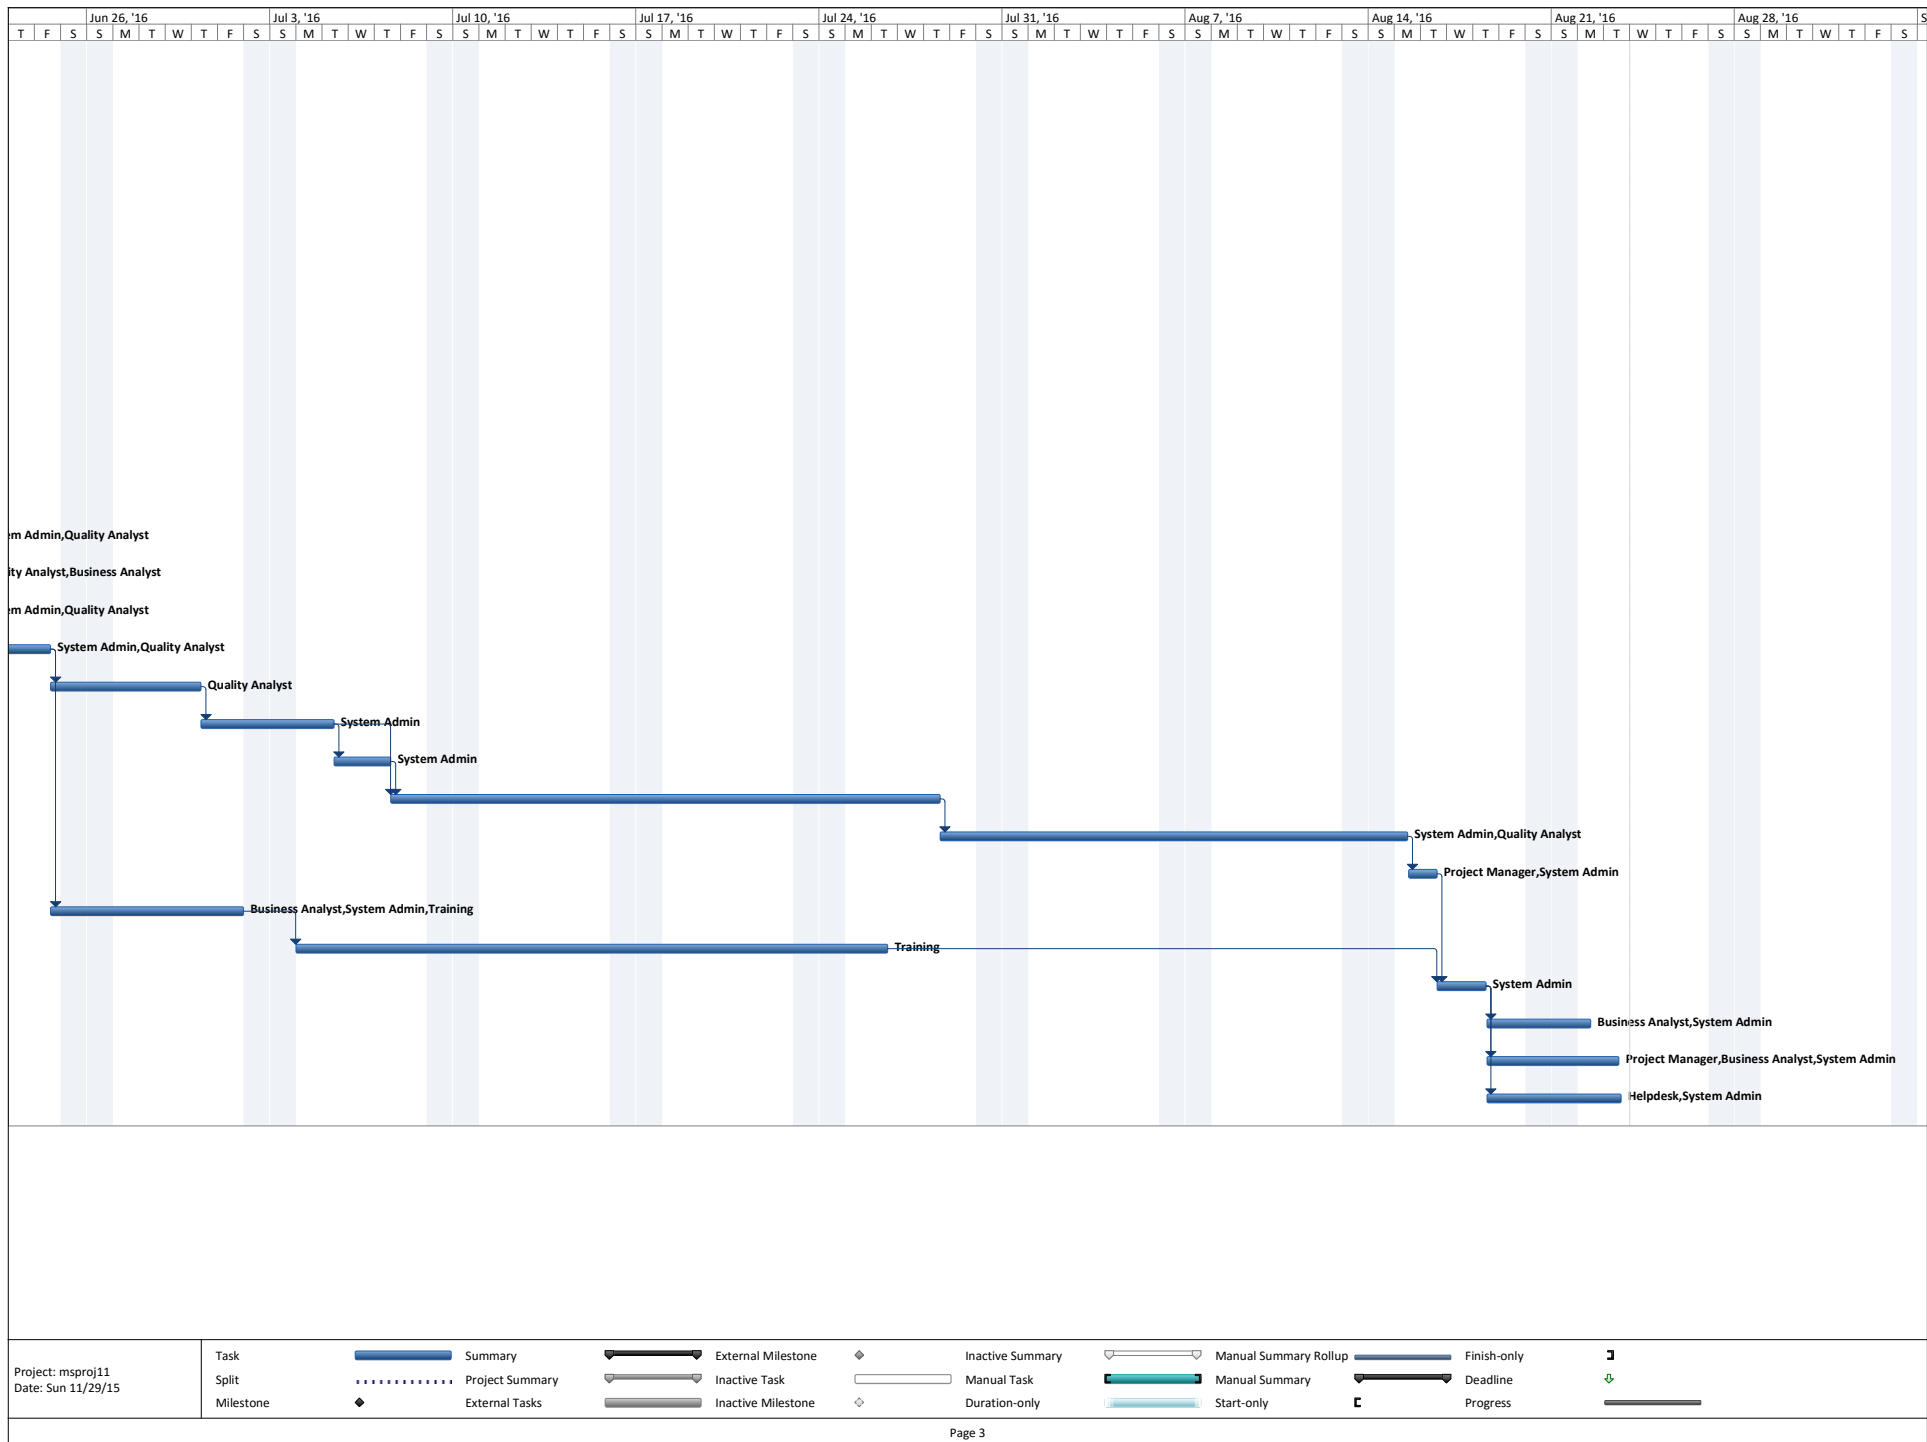 Jun 26, '16 Jul 3, '16 Jul 10, '16 Jul 17, '16 Jul 24, '16 Jul 31, '16 Aug 7, '16 Aug 14, '16 Aug 21, '16 Aug 28, '16 S
T F S S M T W T F S S M T W T F S S M T W T F S S M T W T F S S M T W T F S S M T W T F S S M T W T F S S M T W T F S S M T W T F S S M T W T F S
em Admin,Quality Analyst
ity Analyst,Business Analyst
em Admin,Quality Analyst
System Admin,Quality Analyst
Quality Analyst
System Admin
System Admin
System Admin,Quality Analyst
Project Manager,System Admin
Business Analyst,System Admin,Training
Training
System Admin
Business Analyst,System Admin
Project Manager,Business Analyst,System Admin
Helpdesk,System Admin
Project: msproj11
Date: Sun 11/29/15
Task Summary External Milestone Inactive Summary Manual Summary Rollup Finish-only
Split Project Summary Inactive Task Manual Task Manual Summary Deadline
Milestone External Tasks Inactive Milestone Duration-only Start-only Progress
Page 3